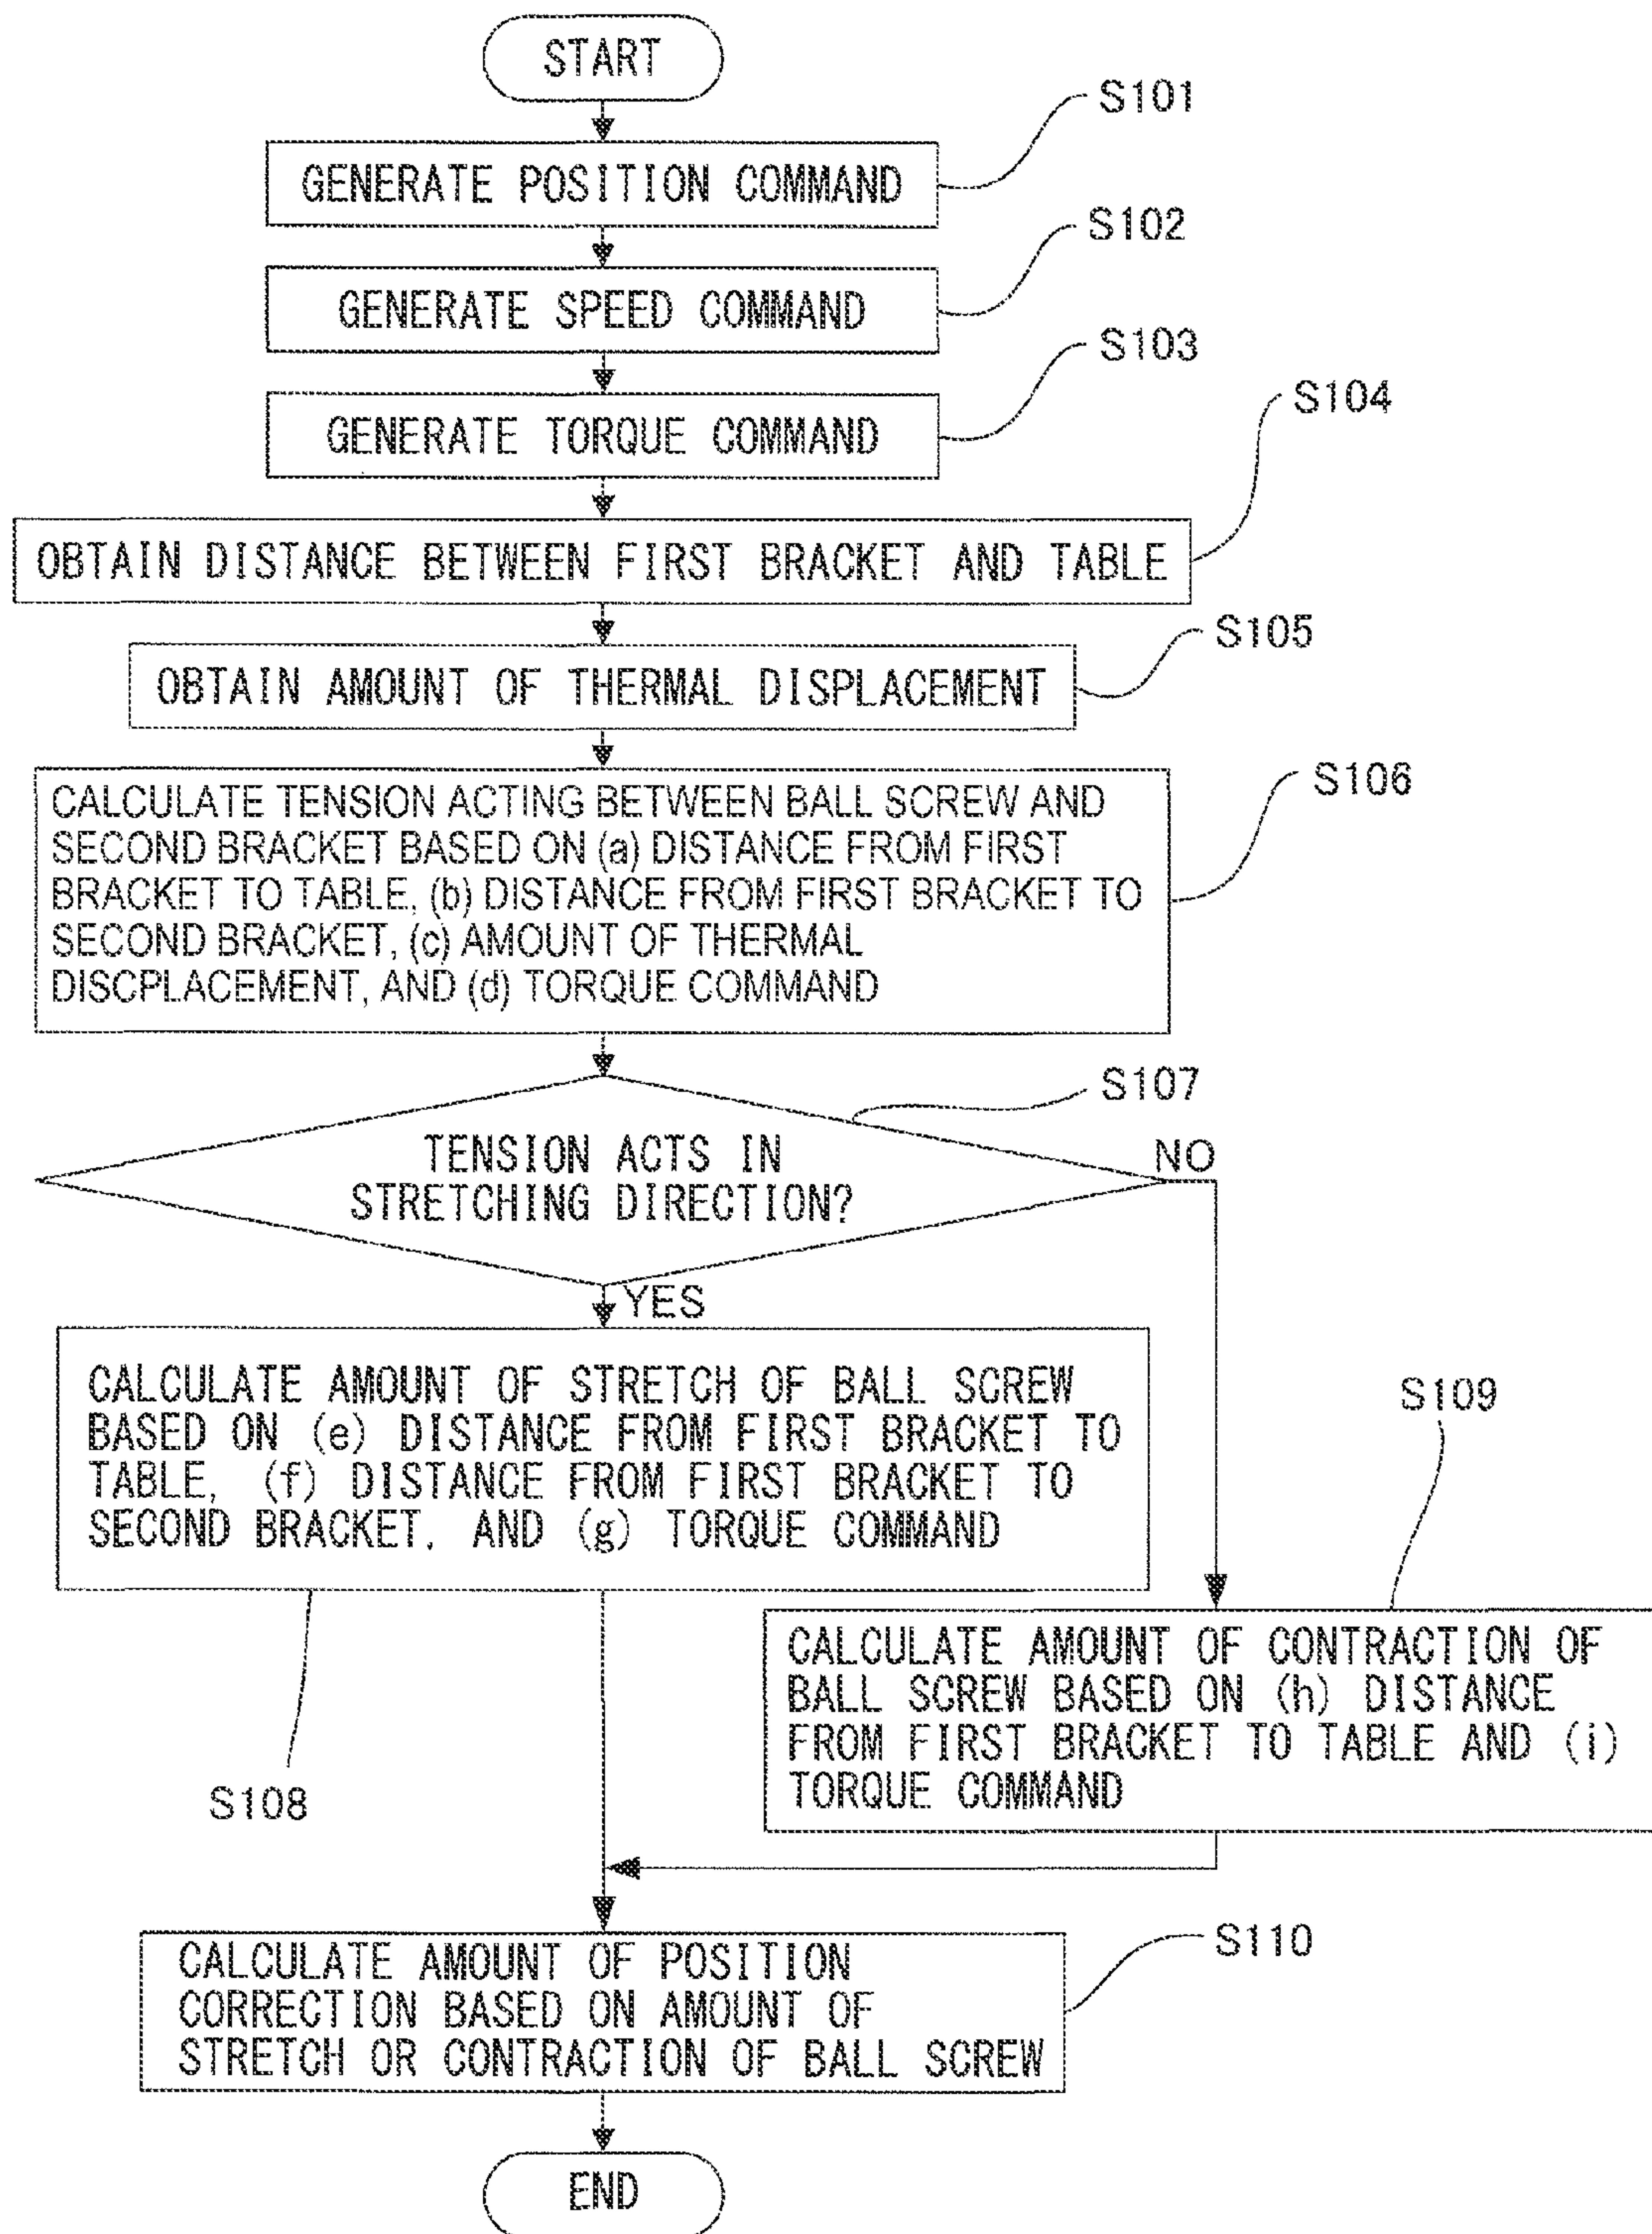 START
S101
GENERATE POSITION COMMAND
S102
GENERATE SPEED COMMAND
S103
GENERATE TORQUE COMMAND
S104
OBTAIN DISTANCE BETWEEN FIRST BRACKET AND TABLE
S105
OBTAIN AMOUNT OF THERMAL DISPLACEMENT
S106
CALCULATE TENSION ACTING BETWEEN BALL SCREW AND
SECOND BRACKET BASED ON (a) DISTANCE FROM FIRST
BRACKET TO TABLE, (b) DISTANCE FROM FIRST BRACKET TO
SECOND BRACKET, (c) AMOUNT OF THERMAL
DISCPLACEMENT, AND (d) TORQUE COMMAND
S107
TENSION ACTS IN
STRETCHING DIRECTION?
NO
YES
CALCULATE AMOUNT OF STRETCH OF BALL SCREW
BASED ON (e) DISTANCE FROM FIRST BRACKET TO
TABLE, (f) DISTANCE FROM FIRST BRACKET TO
SECOND BRACKET, AND (g) TORQUE COMMAND
S108
S109
CALCULATE AMOUNT OF CONTRACTION OF
BALL SCREW BASED ON (h) DISTANCE
FROM FIRST BRACKET TO TABLE AND (i)
TORQUE COMMAND
S110
CALCULATE AMOUNT OF POSITION
CORRECTION BASED ON AMOUNT OF
STRETCH OR CONTRACTION OF BALL SCREW
END